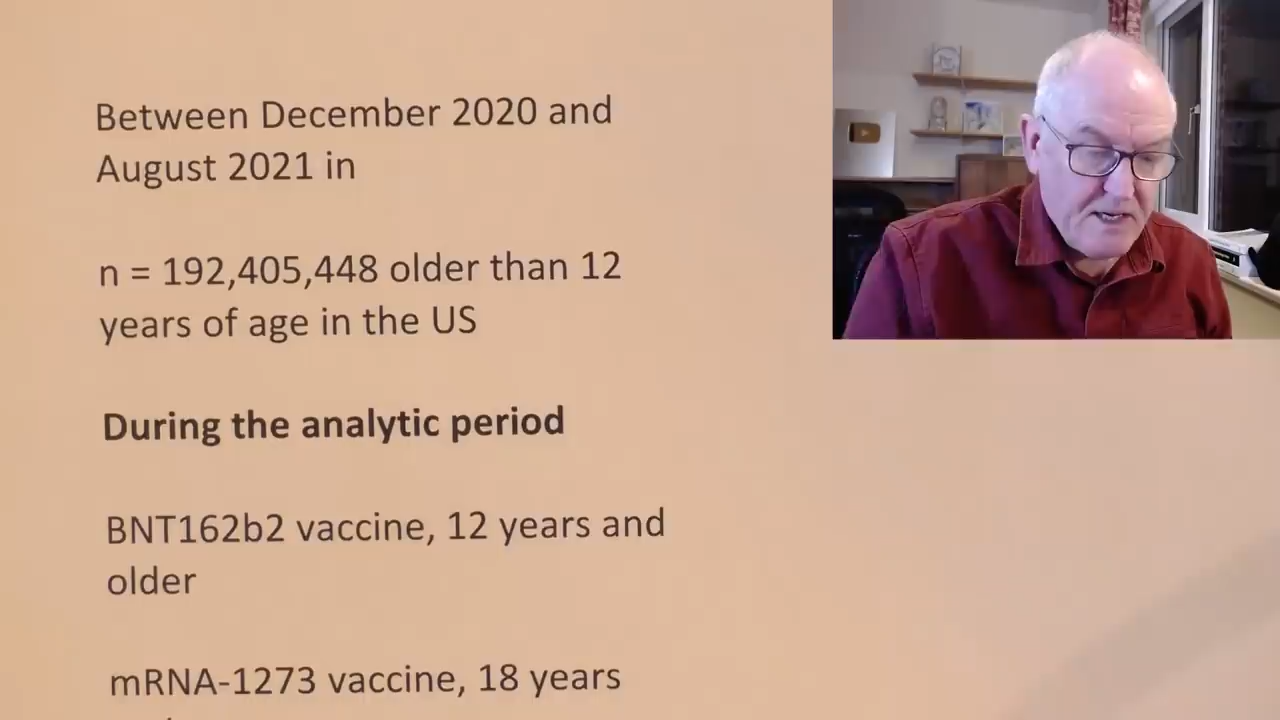 Between December 2020 and
August 2021 in
n = 192,405,448 older than 12
years of age in the US
During the analytic period
BNT162b2 vaccine, 12 years and
older
mRNA-1273 vaccine, 18 years